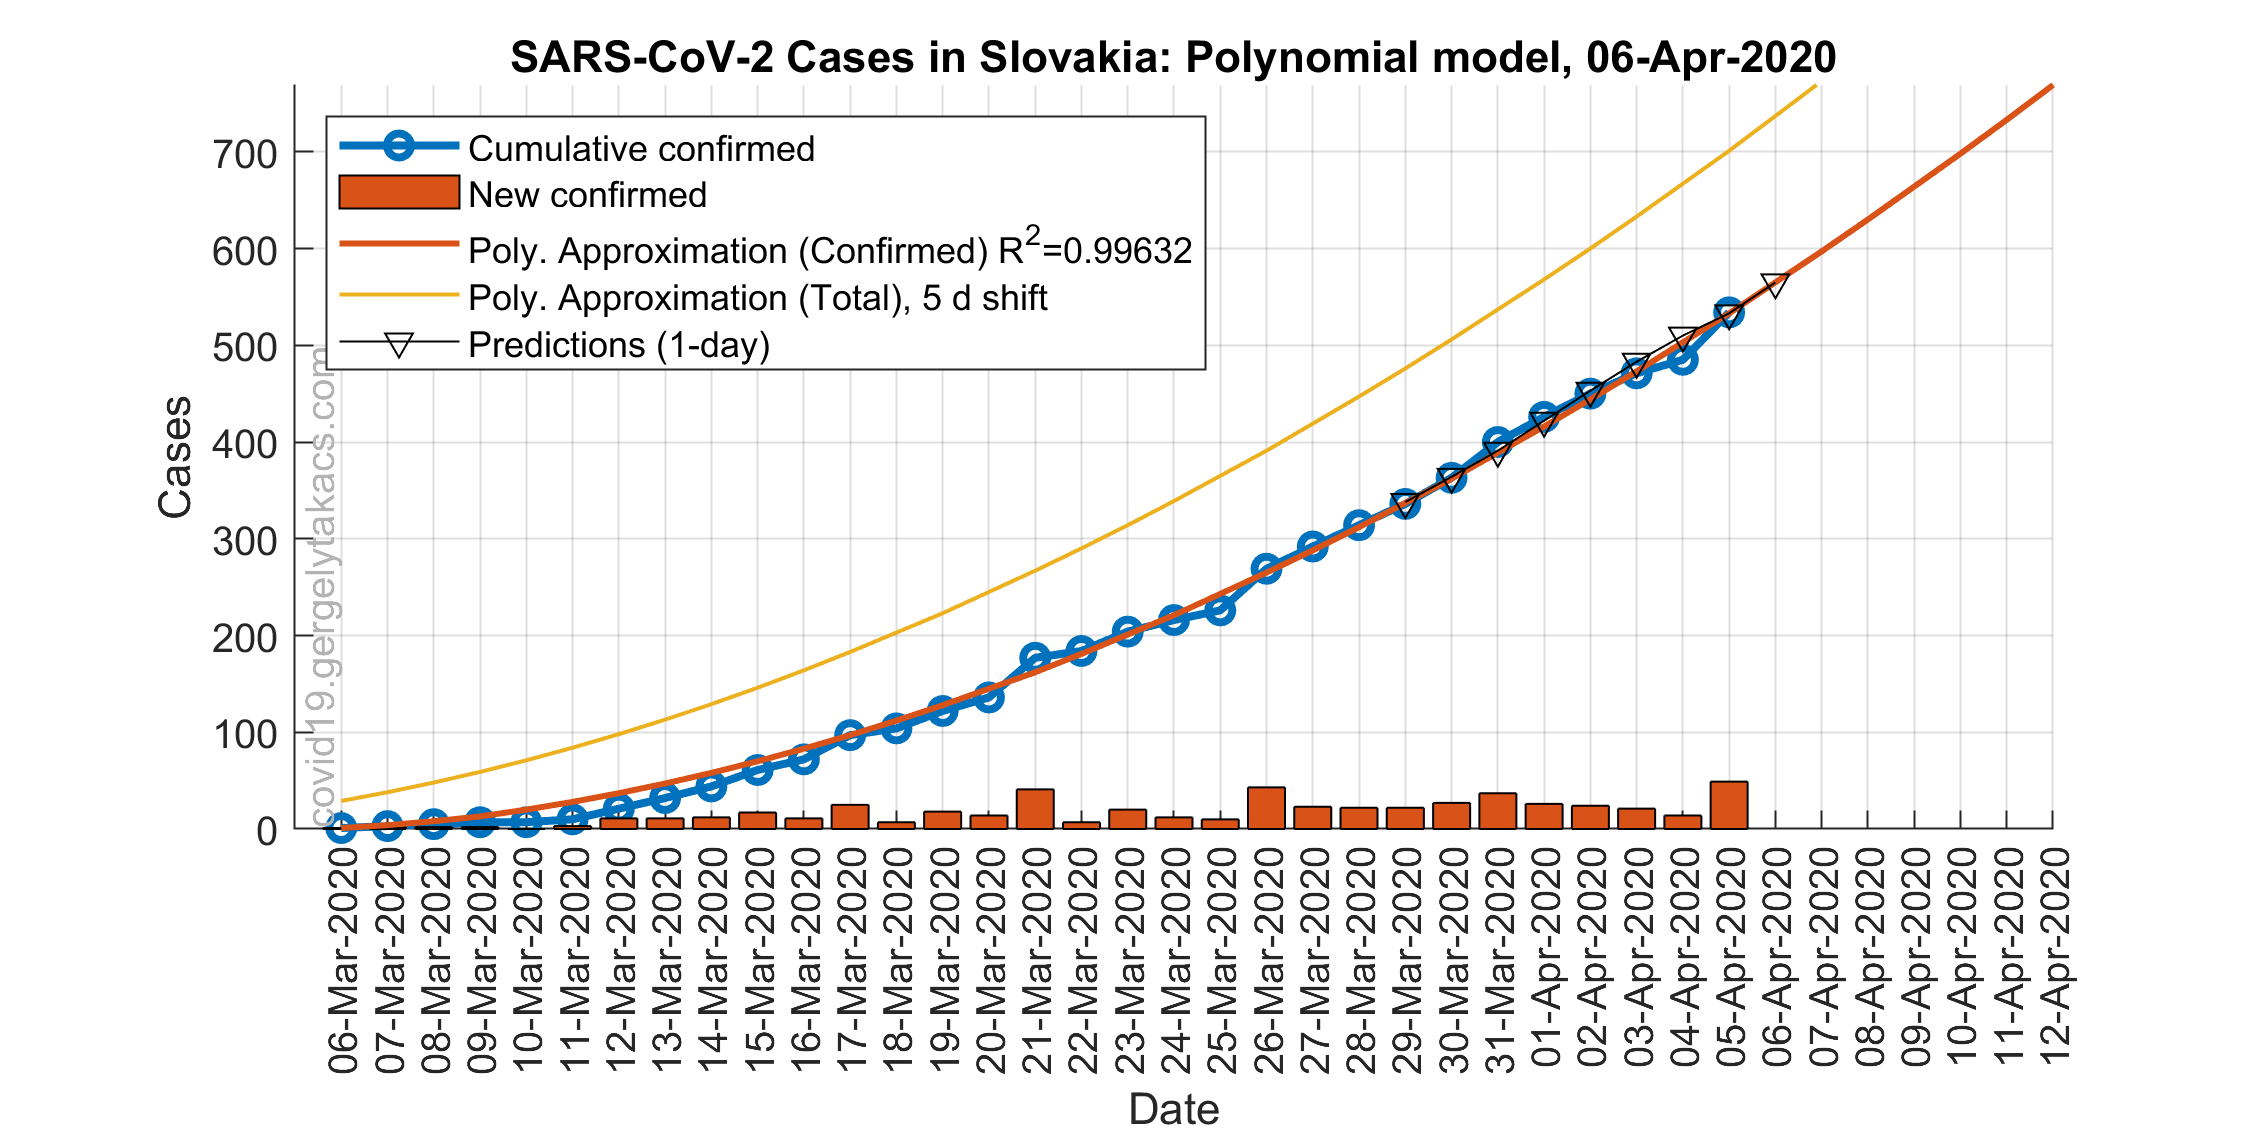 SARS-CoV-2 Cases in Slovakia: Polynomial model, 06-Apr-2020
Cumulative confirmed
New confirmed
Poly. Approximation (Confirmed) R²=0.99632
Poly. Approximation (Total), 5 d shift
Predictions (1-day)
covid19.gergelytakacs.com
Cases
700
600
500
400
300
200
100
0
06-Mar-2020
07-Mar-2020
08-Mar-2020
09-Mar-2020
10-Mar-2020
11-Mar-2020
12-Mar-2020
13-Mar-2020
14-Mar-2020
15-Mar-2020
16-Mar-2020
17-Mar-2020
18-Mar-2020
19-Mar-2020
20-Mar-2020
21-Mar-2020
22-Mar-2020
23-Mar-2020
24-Mar-2020
25-Mar-2020
26-Mar-2020
27-Mar-2020
28-Mar-2020
29-Mar-2020
30-Mar-2020
31-Mar-2020
01-Apr-2020
02-Apr-2020
03-Apr-2020
04-Apr-2020
05-Apr-2020
06-Apr-2020
07-Apr-2020
08-Apr-2020
09-Apr-2020
10-Apr-2020
11-Apr-2020
12-Apr-2020
Date